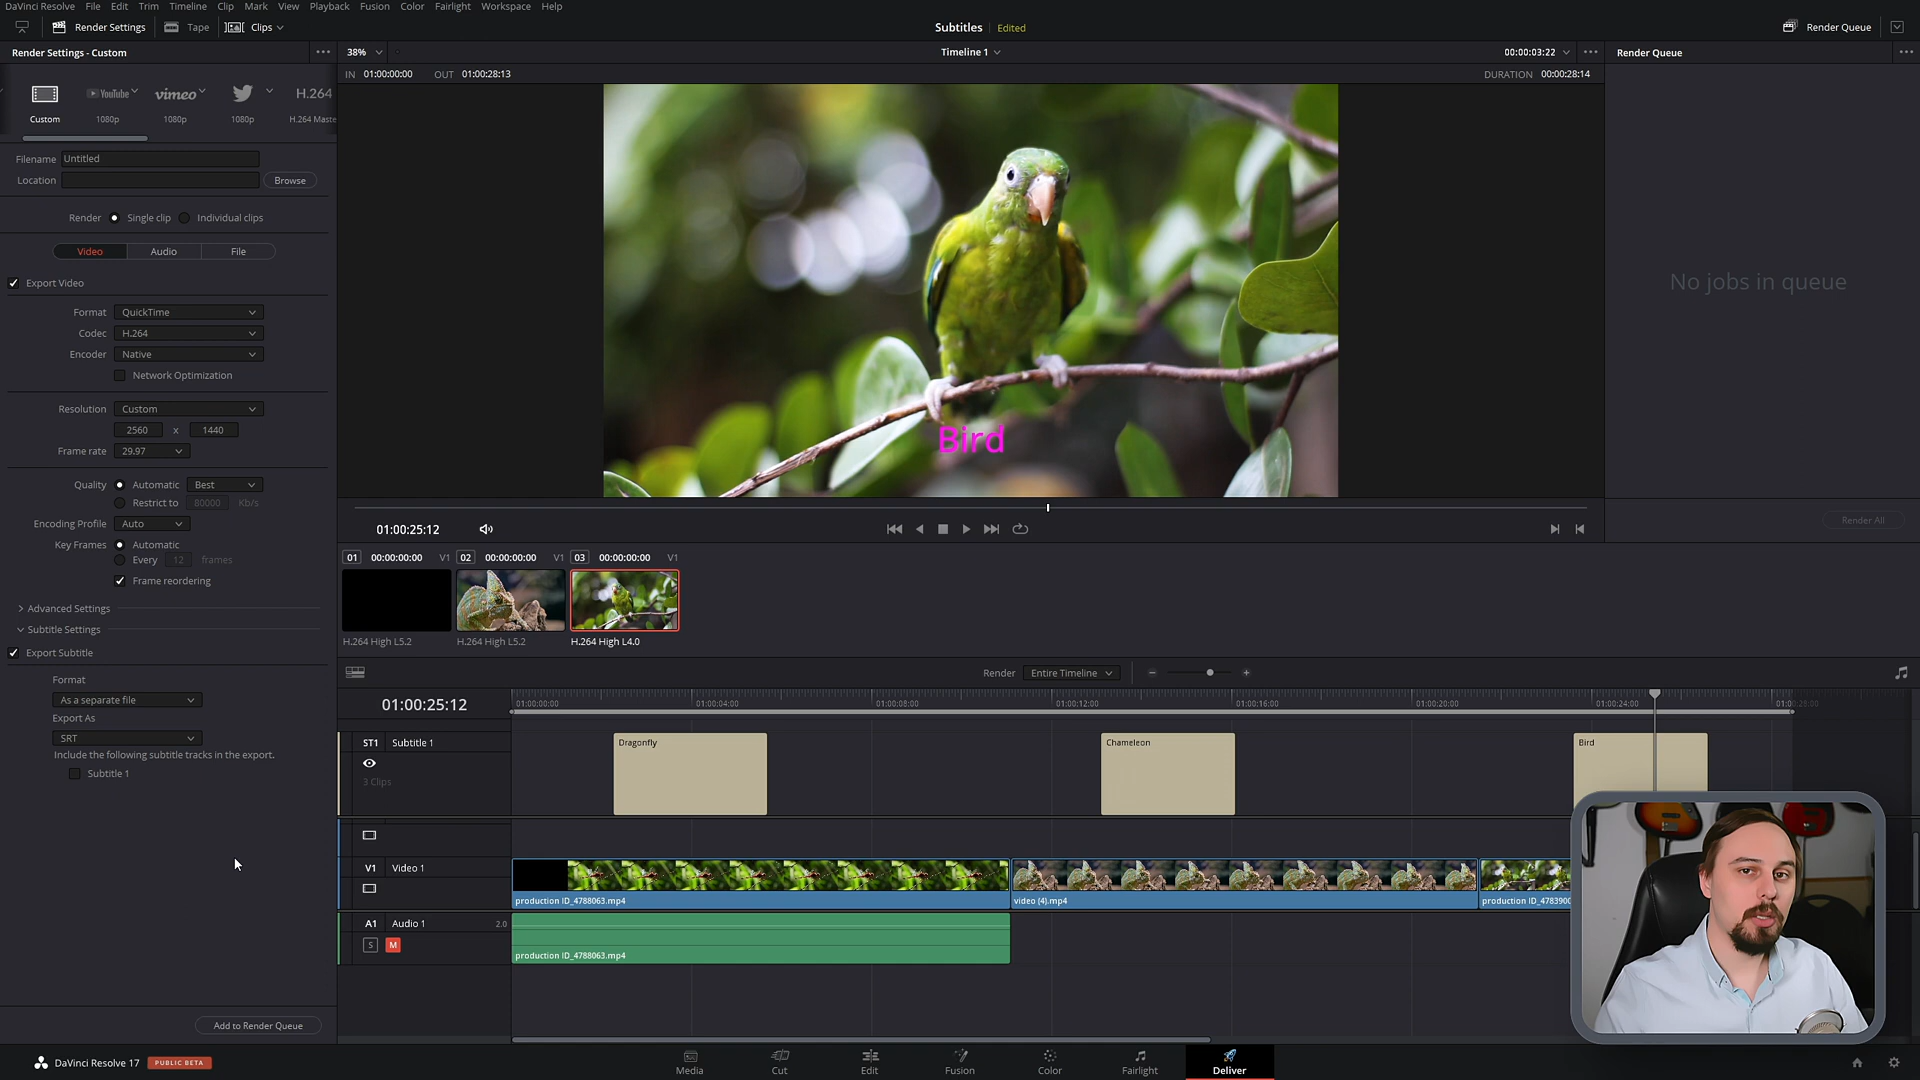 DaVinci Resolve File Edit Trim Timeline Clip Mark View Playback Fusion Color Fairlight Workspace Help
Render Settings Tape Clips Subtitles Edited Render Queue
Render Settings - Custom 38% Timeline 1 00:00:03:22 Render Queue
IN 01:00:00:00 OUT 01:00:28:13 DURATION 00:00:28:14
YouTube vimeo H.264
Custom 1080p 1080p 1080p H.264 Maste
Filename Untitled
Location Browse
Render Single clip Individual clips
Video Audio File
Export Video
No jobs in queue
Format QuickTime
Codec H.264
Encoder Native
Network Optimization
Resolution Custom
2560 x 1440
Frame rate 29.97
Bird
Quality Automatic Best
Restrict to 80000 Kb/s
Encoding Profile Auto
Render All
01:00:25:12
Key Frames Automatic
Every 12 frames
Frame reordering
01 00:00:00:00 V1 02 00:00:00:00 V1 03 00:00:00:00 V1
Advanced Settings
Subtitle Settings
H.264 High L5.2 H.264 High L5.2 H.264 High L4.0
Export Subtitle
Render Entire Timeline
Format
As a separate file
01:00:25:12 01:00:00:00 01:00:04:00 01:00:08:00 01:00:12:00 01:00:16:00 01:00:20:00 01:00:24:00
Export As
SRT
Include the following subtitle tracks in the export.
Subtitle 1
ST1 Subtitle 1 Dragonfly Chameleon Bird
3 Clips
V1 Video 1
production ID_4788063.mp4 video (4).mp4 production ID_4783900
A1 Audio 1 2.0
S M
production ID_4788063.mp4
Add to Render Queue
DaVinci Resolve 17 PUBLIC BETA
Media Cut Edit Fusion Color Fairlight Deliver